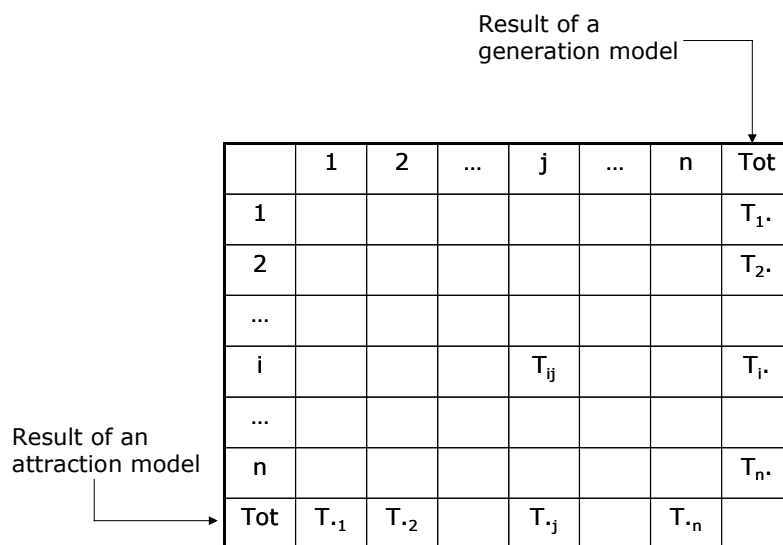 Result of a
generation model
1 2 ... j ... n Tot
1 T₁.
2 T₂.
...
i Tᵢⱼ Tᵢ.
...
Result of an
attraction model
n Tₙ.
Tot T.₁ T.₂ T.ⱼ T.ₙ